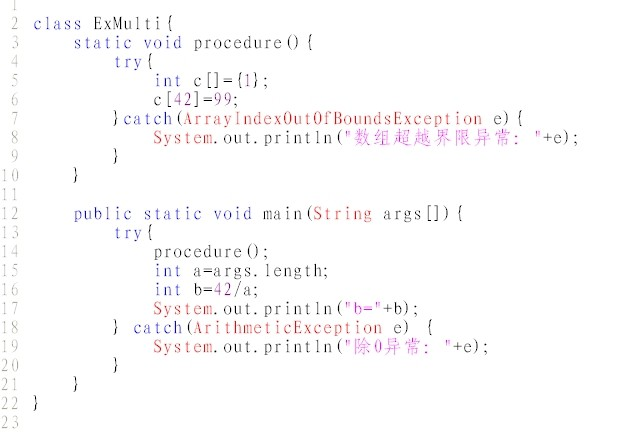 1
2 class ExMulti{
3     static void procedure(){
4         try{
5             int c[]={1};
6             c[42]=99;
7         }catch(ArrayIndexOutOfBoundsException e){
8             System.out.println("数组超越界限异常: "+e);
9         }
10     }
11
12     public static void main(String args[]){
13         try{
14             procedure();
15             int a=args.length;
16             int b=42/a;
17             System.out.println("b="+b);
18         } catch(ArithmeticException e) {
19             System.out.println("除0异常: "+e);
20         }
21     }
22 }
23